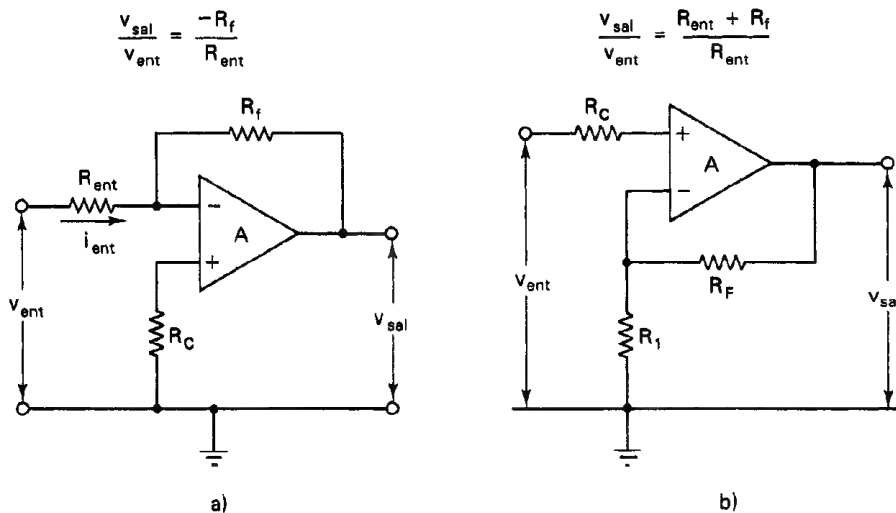 v_sal / v_ent = -R_f / R_ent
R_f
R_ent
i_ent
−
A
+
v_ent
R_C
v_sal
a)
v_sal / v_ent = R_ent + R_f / R_ent
R_C
+
A
−
v_ent
R_F
R_1
v_sa
b)